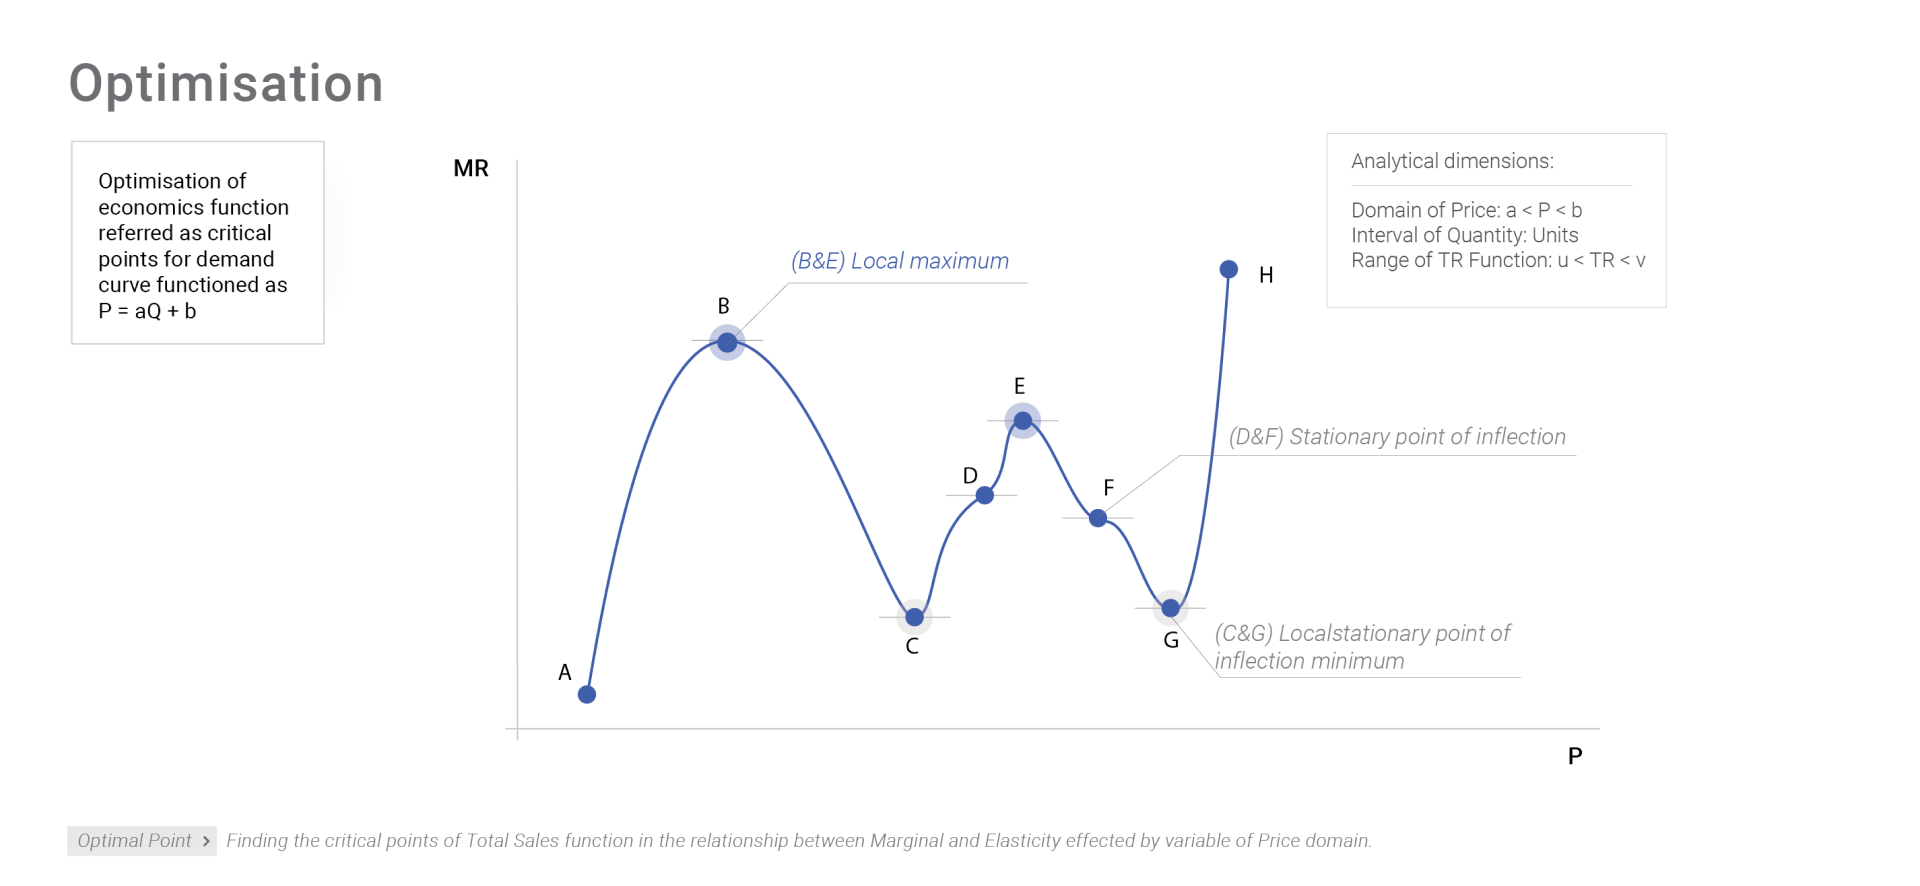 Optimisation
Optimisation of
economics function
referred as critical
points for demand
curve functioned as
P = aQ + b
MR
Analytical dimensions:
Domain of Price: a < P < b
Interval of Quantity: Units
Range of TR Function: u < TR < v
(B&E) Local maximum
H
B
E
(D&F) Stationary point of inflection
D
F
(C&G) Localstationary point of
inflection minimum
G
C
A
P
Optimal Point > Finding the critical points of Total Sales function in the relationship between Marginal and Elasticity effected by variable of Price domain.